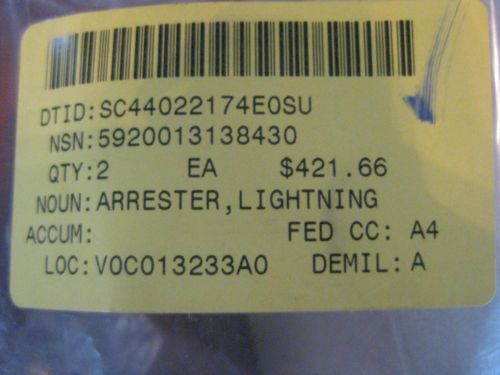 DTID:SC44022174E0SU
NSN:5920013138430
QTY:2 EA $421.66
NOUN:ARRESTER,LIGHTNING
ACCUM: FED CC: A4
LOC:V0C013233A0 DEMIL:A